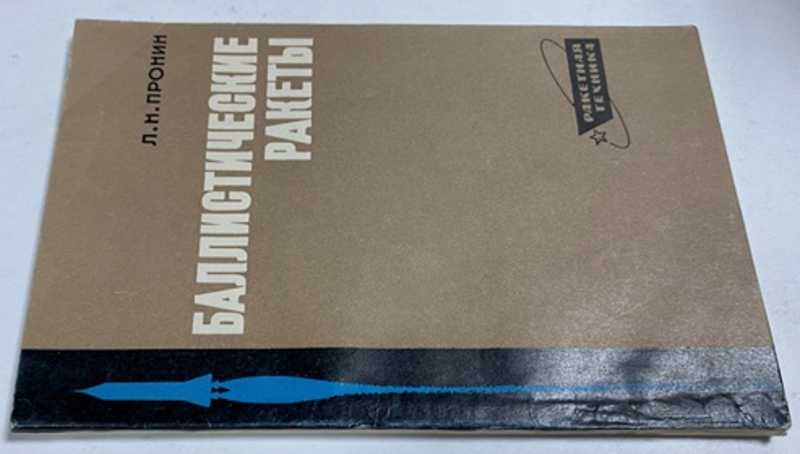 Л.Н.ПРОНИН
БАЛЛИСТИЧЕСКИЕ
РАКЕТЫ
РАКЕТНАЯ
ТЕХНИКА